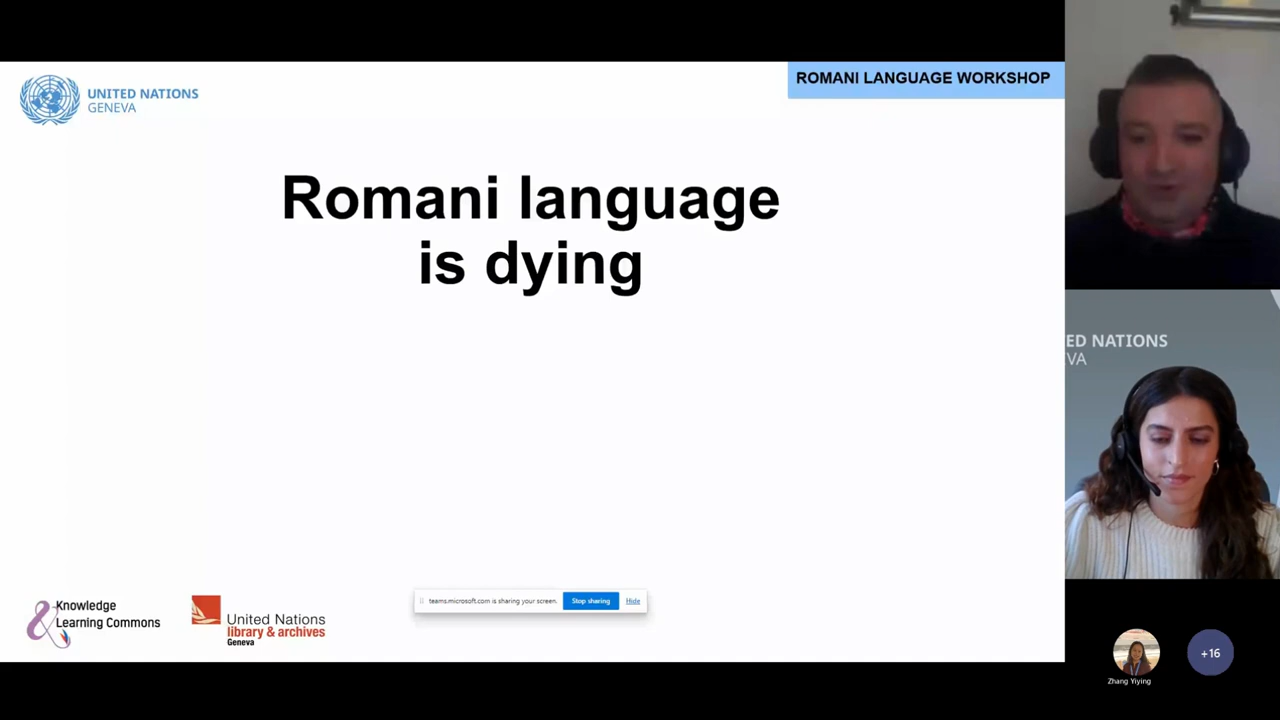 UNITED NATIONS
GENEVA
ROMANI LANGUAGE WORKSHOP
Romani language
is dying
Knowledge
& Learning Commons
United Nations
library & archives
Geneva
teams.microsoft.com is sharing your screen.
Stop sharing
Hide
ED NATIONS
VA
Zhang Yiying
+16